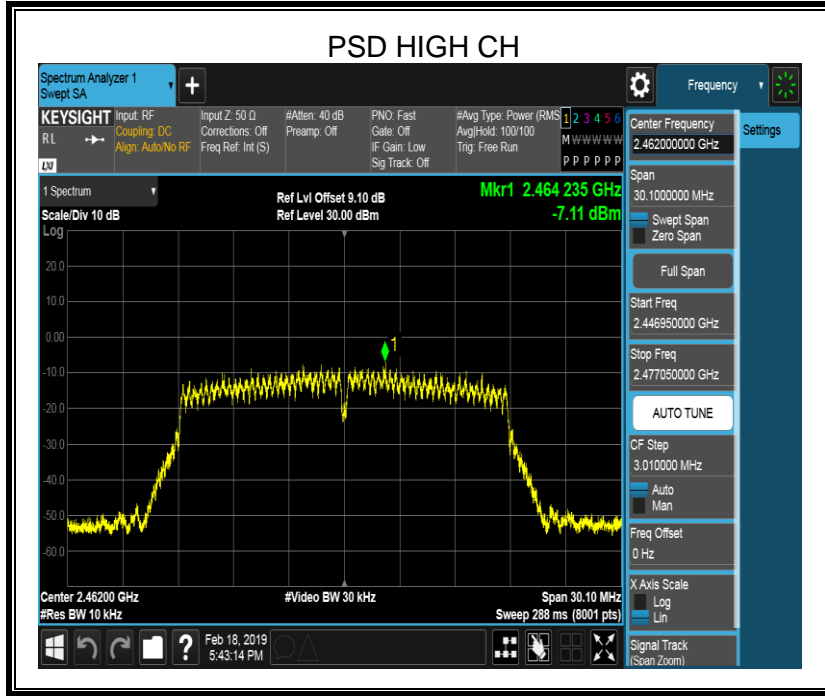 PSD HIGH CH
Spectrum Analyzer 1
Swept SA
+
Frequency
KEYSIGHT
RL
LXI
Input: RF
Coupling: DC
Align: Auto/No RF
Input Z: 50 Ω
Corrections: Off
Freq Ref: Int (S)
#Atten: 40 dB
Preamp: Off
PNO: Fast
Gate: Off
IF Gain: Low
Sig Track: Off
#Avg Type: Power (RMS
Avg|Hold: 100/100
Trig: Free Run
1 2 3 4 5 6
M W W W W W
P P P P P P
1 Spectrum
Scale/Div 10 dB
Ref Lvl Offset 9.10 dB
Ref Level 30.00 dBm
Mkr1 2.464 235 GHz
-7.11 dBm
Log
20.0
10.0
0.00
-10.0
-20.0
-30.0
-40.0
-50.0
-60.0
1
Center 2.46200 GHz
#Res BW 10 kHz
#Video BW 30 kHz
Span 30.10 MHz
Sweep 288 ms (8001 pts)
?
Feb 18, 2019
5:43:14 PM
Center Frequency
2.462000000 GHz
Span
30.1000000 MHz
Swept Span
Zero Span
Full Span
Start Freq
2.446950000 GHz
Stop Freq
2.477050000 GHz
AUTO TUNE
CF Step
3.010000 MHz
Auto
Man
Freq Offset
0 Hz
X Axis Scale
Log
Lin
Signal Track
(Span Zoom)
Settings